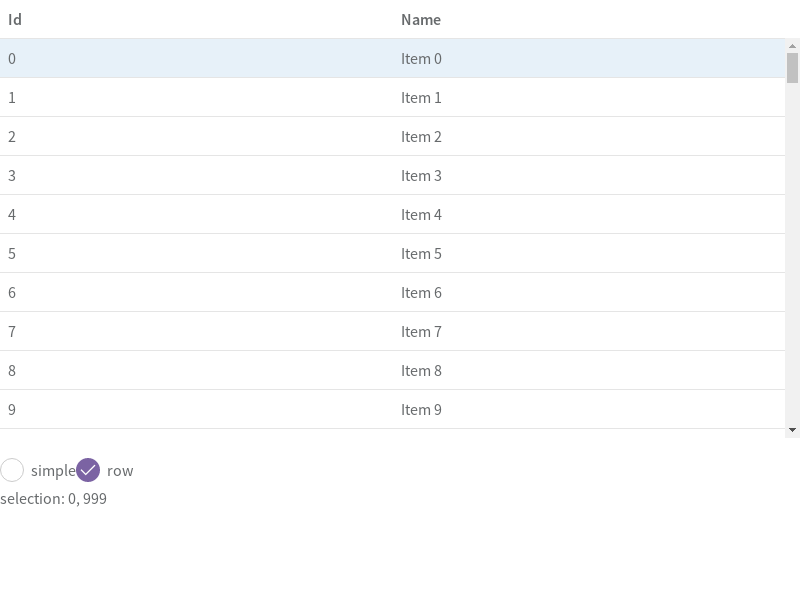 Id Name
0 Item 0
1 Item 1
2 Item 2
3 Item 3
4 Item 4
5 Item 5
6 Item 6
7 Item 7
8 Item 8
9 Item 9
simple row
selection: 0, 999